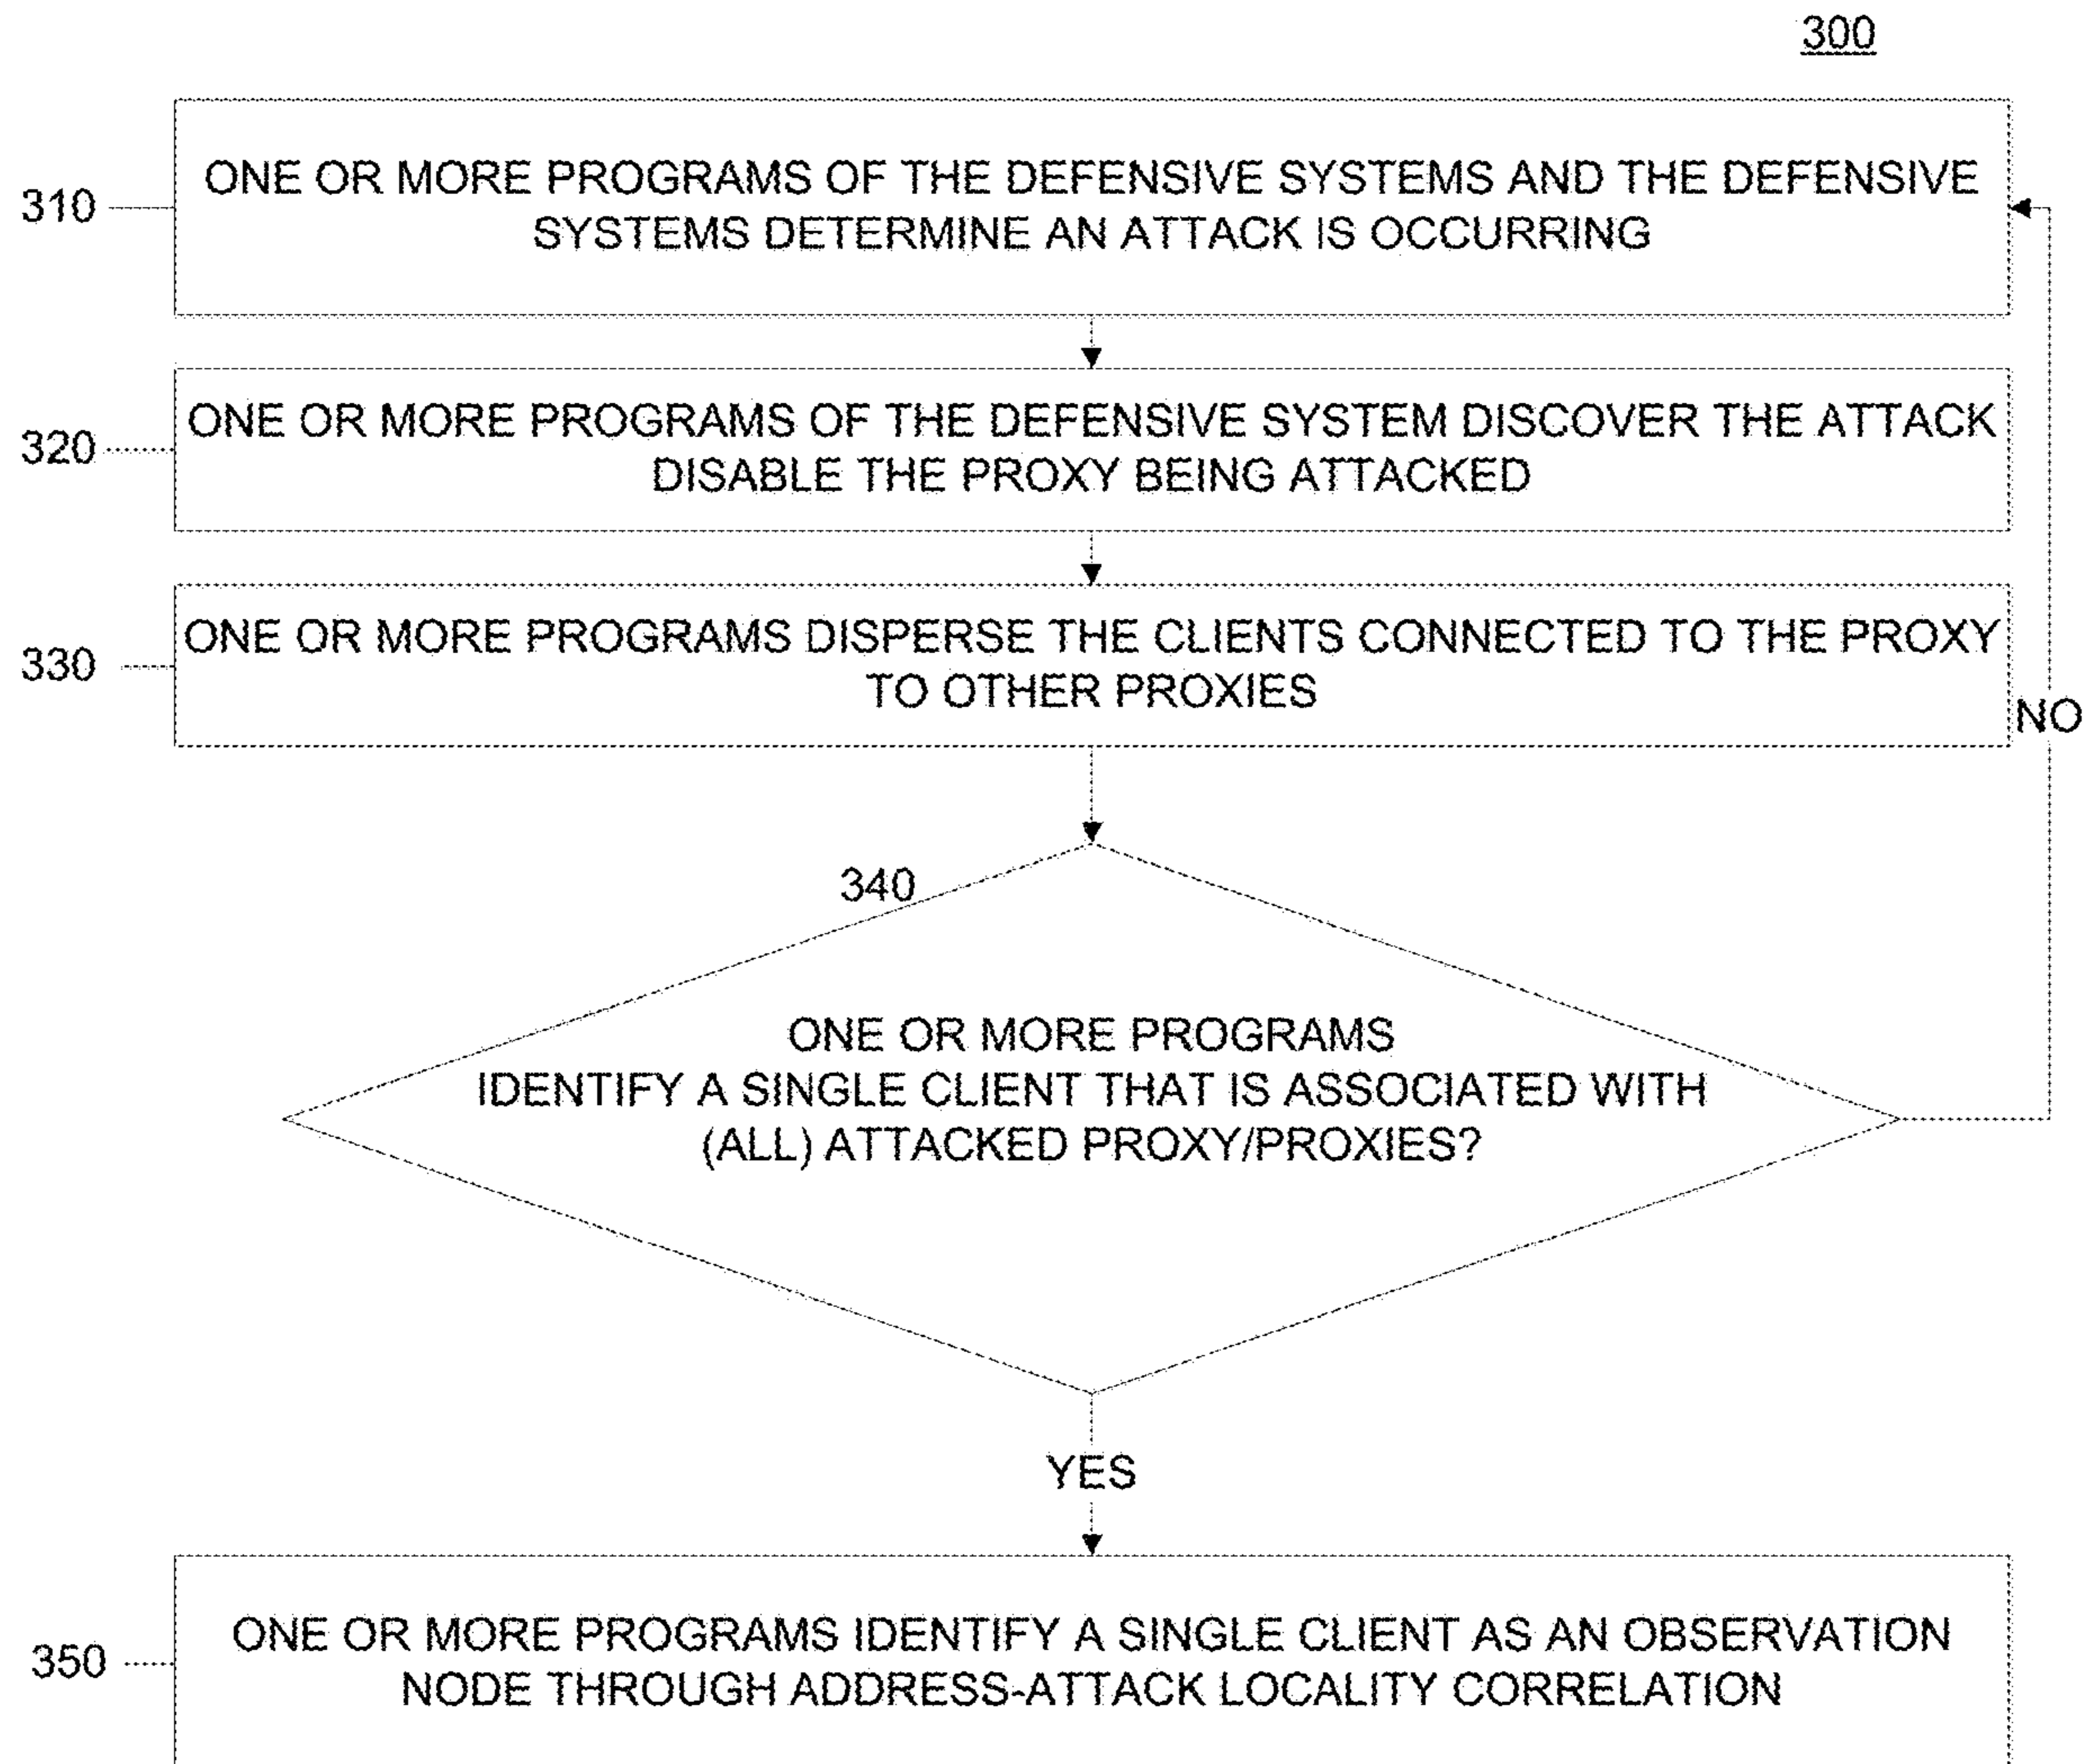 300
310
ONE OR MORE PROGRAMS OF THE DEFENSIVE SYSTEMS AND THE DEFENSIVE
SYSTEMS DETERMINE AN ATTACK IS OCCURRING
320
ONE OR MORE PROGRAMS OF THE DEFENSIVE SYSTEM DISCOVER THE ATTACK
DISABLE THE PROXY BEING ATTACKED
330
ONE OR MORE PROGRAMS DISPERSE THE CLIENTS CONNECTED TO THE PROXY
TO OTHER PROXIES
NO
340
ONE OR MORE PROGRAMS
IDENTIFY A SINGLE CLIENT THAT IS ASSOCIATED WITH
(ALL) ATTACKED PROXY/PROXIES?
YES
350
ONE OR MORE PROGRAMS IDENTIFY A SINGLE CLIENT AS AN OBSERVATION
NODE THROUGH ADDRESS-ATTACK LOCALITY CORRELATION